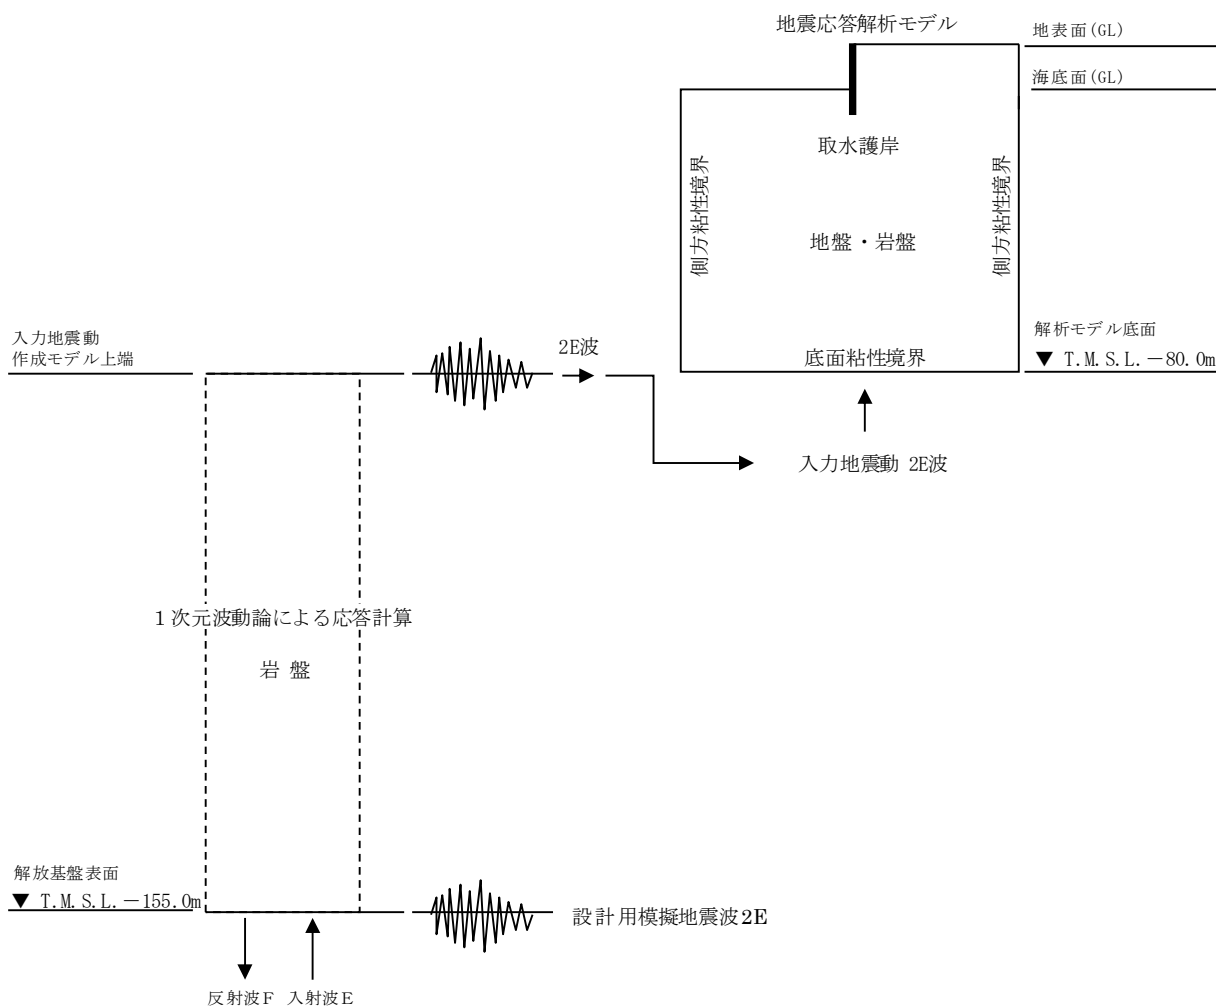 地震応答解析モデル
地表面(GL)
海底面(GL)
取水護岸
側方粘性境界
側方粘性境界
地盤・岩盤
解析モデル底面
▼ T.M.S.L.－80.0m
底面粘性境界
入力地震動
作成モデル上端
2E波
入力地震動 2E波
1次元波動論による応答計算
岩 盤
解放基盤表面
▼ T.M.S.L.－155.0m
設計用模擬地震波2E
反射波F 入射波E